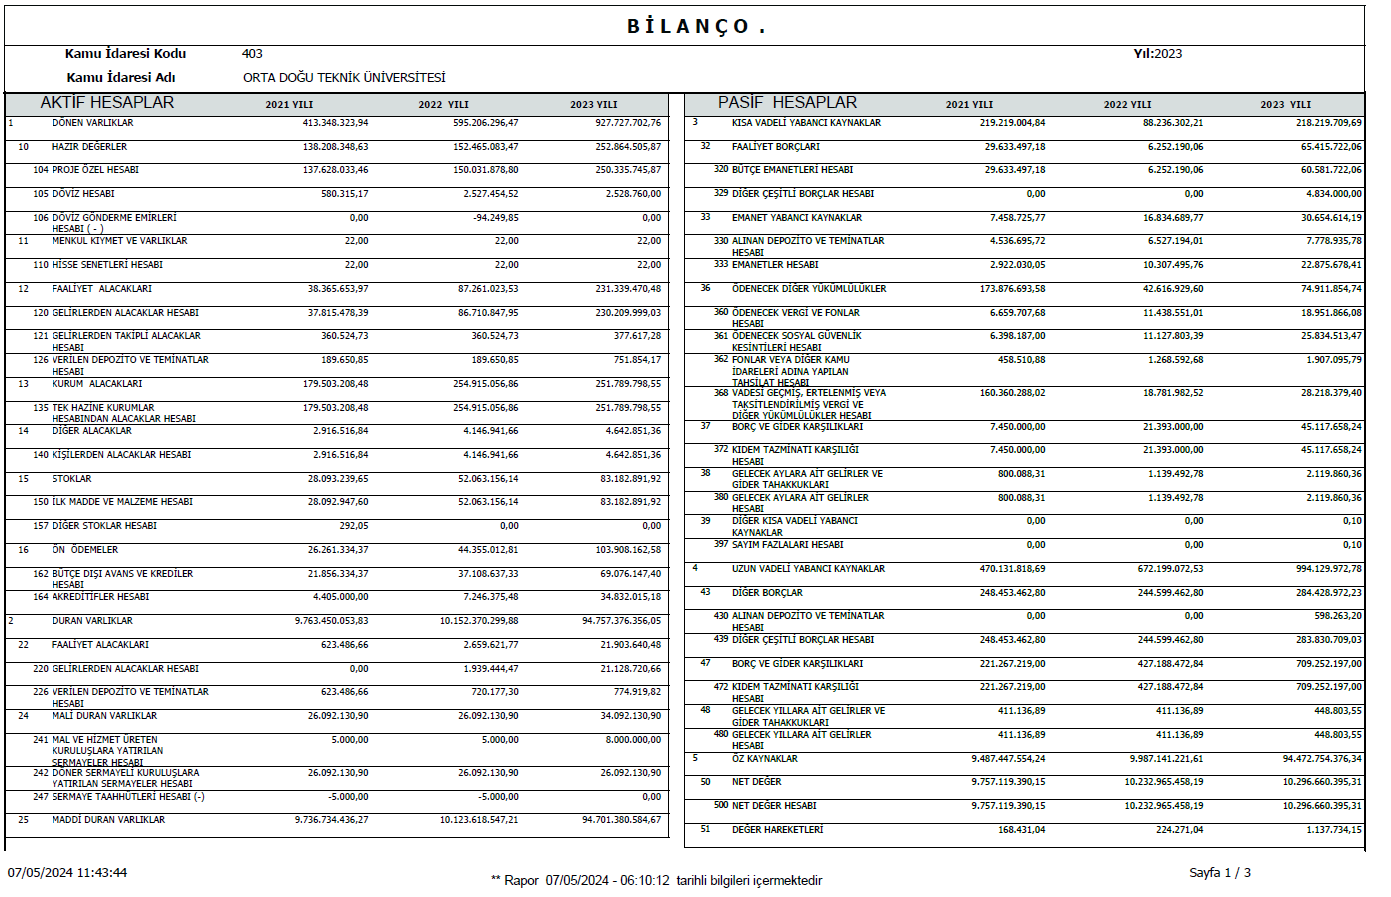 BİLANÇO .
Kamu İdaresi Kodu 403 Yıl:2023
Kamu İdaresi Adı ORTA DOĞU TEKNİK ÜNİVERSİTESİ
AKTİF HESAPLAR 2021 YILI 2022 YILI 2023 YILI
1 DÖNEN VARLIKLAR 413.348.323,94 595.206.296,47 927.727.702,76
10 HAZIR DEĞERLER 138.208.348,63 152.465.083,47 252.864.505,87
104 PROJE ÖZEL HESABI 137.628.033,46 150.031.878,80 250.335.745,87
105 DÖVİZ HESABI 580.315,17 2.527.454,52 2.528.760,00
106 DÖVİZ GÖNDERME EMİRLERİ 0,00 -94.249,85 0,00
HESABI ( - )
11 MENKUL KIYMET VE VARLIKLAR 22,00 22,00 22,00
110 HİSSE SENETLERİ HESABI 22,00 22,00 22,00
12 FAALİYET ALACAKLARI 38.365.653,97 87.261.023,53 231.339.470,48
120 GELİRLERDEN ALACAKLAR HESABI 37.815.478,39 86.710.847,95 230.209.999,03
121 GELİRLERDEN TAKİPLİ ALACAKLAR 360.524,73 360.524,73 377.617,28
HESABI
126 VERİLEN DEPOZİTO VE TEMİNATLAR 189.650,85 189.650,85 751.854,17
HESABI
13 KURUM ALACAKLARI 179.503.208,48 254.915.056,86 251.789.798,55
135 TEK HAZİNE KURUMLAR 179.503.208,48 254.915.056,86 251.789.798,55
HESABINDAN ALACAKLAR HESABI
14 DİĞER ALACAKLAR 2.916.516,84 4.146.941,66 4.642.851,36
140 KİŞİLERDEN ALACAKLAR HESABI 2.916.516,84 4.146.941,66 4.642.851,36
15 STOKLAR 28.093.239,65 52.063.156,14 83.182.891,92
150 İLK MADDE VE MALZEME HESABI 28.092.947,60 52.063.156,14 83.182.891,92
157 DİĞER STOKLAR HESABI 292,05 0,00 0,00
16 ÖN ÖDEMELER 26.261.334,37 44.355.012,81 103.908.162,58
162 BÜTÇE DIŞI AVANS VE KREDİLER 21.856.334,37 37.108.637,33 69.076.147,40
HESABI
164 AKREDİTİFLER HESABI 4.405.000,00 7.246.375,48 34.832.015,18
2 DURAN VARLIKLAR 9.763.450.053,83 10.152.370.299,88 94.757.376.356,05
22 FAALİYET ALACAKLARI 623.486,66 2.659.621,77 21.903.640,48
220 GELİRLERDEN ALACAKLAR HESABI 0,00 1.939.444,47 21.128.720,66
226 VERİLEN DEPOZİTO VE TEMİNATLAR 623.486,66 720.177,30 774.919,82
HESABI
24 MALİ DURAN VARLIKLAR 26.092.130,90 26.092.130,90 34.092.130,90
241 MAL VE HİZMET ÜRETEN 5.000,00 5.000,00 8.000.000,00
KURULUŞLARA YATIRILAN
SERMAYELER HESABI
242 DÖNER SERMAYELİ KURULUŞLARA 26.092.130,90 26.092.130,90 26.092.130,90
YATIRILAN SERMAYELER HESABI
247 SERMAYE TAAHHÜTLERİ HESABI (-) -5.000,00 -5.000,00 0,00
25 MADDİ DURAN VARLIKLAR 9.736.734.436,27 10.123.618.547,21 94.701.380.584,67
PASİF HESAPLAR 2021 YILI 2022 YILI 2023 YILI
3 KISA VADELİ YABANCI KAYNAKLAR 219.219.004,84 88.236.302,21 218.219.709,69
32 FAALİYET BORÇLARI 29.633.497,18 6.252.190,06 65.415.722,06
320 BÜTÇE EMANETLERİ HESABI 29.633.497,18 6.252.190,06 60.581.722,06
329 DİĞER ÇEŞİTLİ BORÇLAR HESABI 0,00 0,00 4.834.000,00
33 EMANET YABANCI KAYNAKLAR 7.458.725,77 16.834.689,77 30.654.614,19
330 ALINAN DEPOZİTO VE TEMİNATLAR 4.536.695,72 6.527.194,01 7.778.935,78
HESABI
333 EMANETLER HESABI 2.922.030,05 10.307.495,76 22.875.678,41
36 ÖDENECEK DİĞER YÜKÜMLÜLÜKLER 173.876.693,58 42.616.929,60 74.911.854,74
360 ÖDENECEK VERGİ VE FONLAR 6.659.707,68 11.438.551,01 18.951.866,08
HESABI
361 ÖDENECEK SOSYAL GÜVENLİK 6.398.187,00 11.127.803,39 25.834.513,47
KESİNTİLERİ HESABI
362 FONLAR VEYA DİĞER KAMU 458.510,88 1.268.592,68 1.907.095,79
İDARELERİ ADINA YAPILAN
TAHSİLAT HESABI
368 VADESİ GEÇMİŞ, ERTELENMİŞ VEYA 160.360.288,02 18.781.982,52 28.218.379,40
TAKSİTLENDİRİLMİŞ VERGİ VE
DİĞER YÜKÜMLÜLÜKLER HESABI
37 BORÇ VE GİDER KARŞILIKLARI 7.450.000,00 21.393.000,00 45.117.658,24
372 KIDEM TAZMİNATI KARŞILIĞI 7.450.000,00 21.393.000,00 45.117.658,24
HESABI
38 GELECEK AYLARA AİT GELİRLER VE 800.088,31 1.139.492,78 2.119.860,36
GİDER TAHAKKUKLARI
380 GELECEK AYLARA AİT GELİRLER 800.088,31 1.139.492,78 2.119.860,36
HESABI
39 DİĞER KISA VADELİ YABANCI 0,00 0,00 0,10
KAYNAKLAR
397 SAYIM FAZLALARI HESABI 0,00 0,00 0,10
4 UZUN VADELİ YABANCI KAYNAKLAR 470.131.818,69 672.199.072,53 994.129.972,78
43 DİĞER BORÇLAR 248.453.462,80 244.599.462,80 284.428.972,23
430 ALINAN DEPOZİTO VE TEMİNATLAR 0,00 0,00 598.263,20
HESABI
439 DİĞER ÇEŞİTLİ BORÇLAR HESABI 248.453.462,80 244.599.462,80 283.830.709,03
47 BORÇ VE GİDER KARŞILIKLARI 221.267.219,00 427.188.472,84 709.252.197,00
472 KIDEM TAZMİNATI KARŞILIĞI 221.267.219,00 427.188.472,84 709.252.197,00
HESABI
48 GELECEK YILLARA AİT GELİRLER VE 411.136,89 411.136,89 448.803,55
GİDER TAHAKKUKLARI
480 GELECEK YILLARA AİT GELİRLER 411.136,89 411.136,89 448.803,55
HESABI
5 ÖZ KAYNAKLAR 9.487.447.554,24 9.987.141.221,61 94.472.754.376,34
50 NET DEĞER 9.757.119.390,15 10.232.965.458,19 10.296.660.395,31
500 NET DEĞER HESABI 9.757.119.390,15 10.232.965.458,19 10.296.660.395,31
51 DEĞER HAREKETLERİ 168.431,04 224.271,04 1.137.734,15
07/05/2024 11:43:44
** Rapor 07/05/2024 - 06:10:12 tarihli bilgileri içermektedir
Sayfa 1 / 3